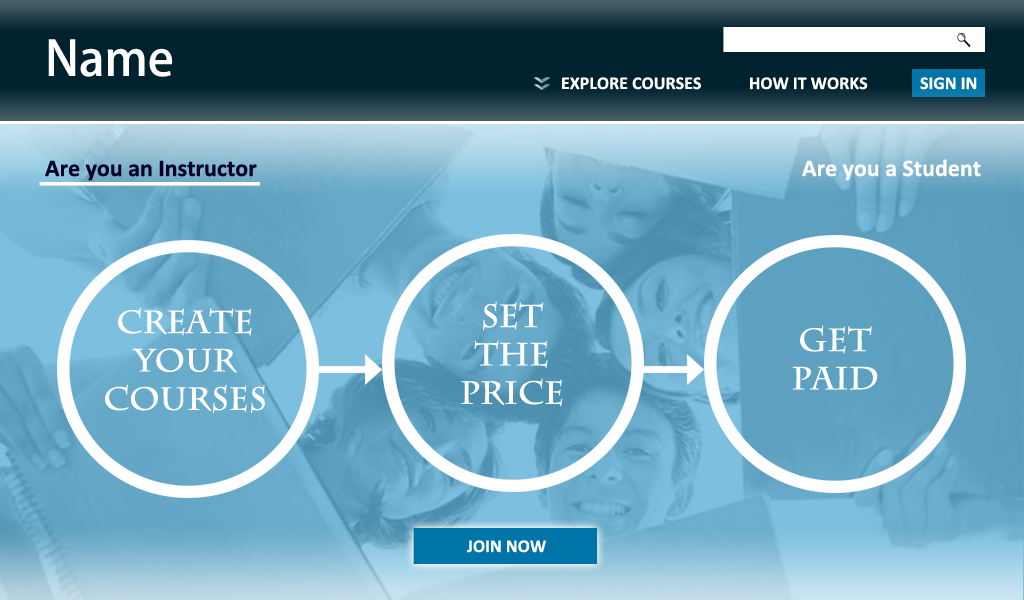 Name
EXPLORE COURSES
HOW IT WORKS
SIGN IN
Are you an Instructor
Are you a Student
CREATE
YOUR
COURSES
SET
THE
PRICE
GET
PAID
JOIN NOW